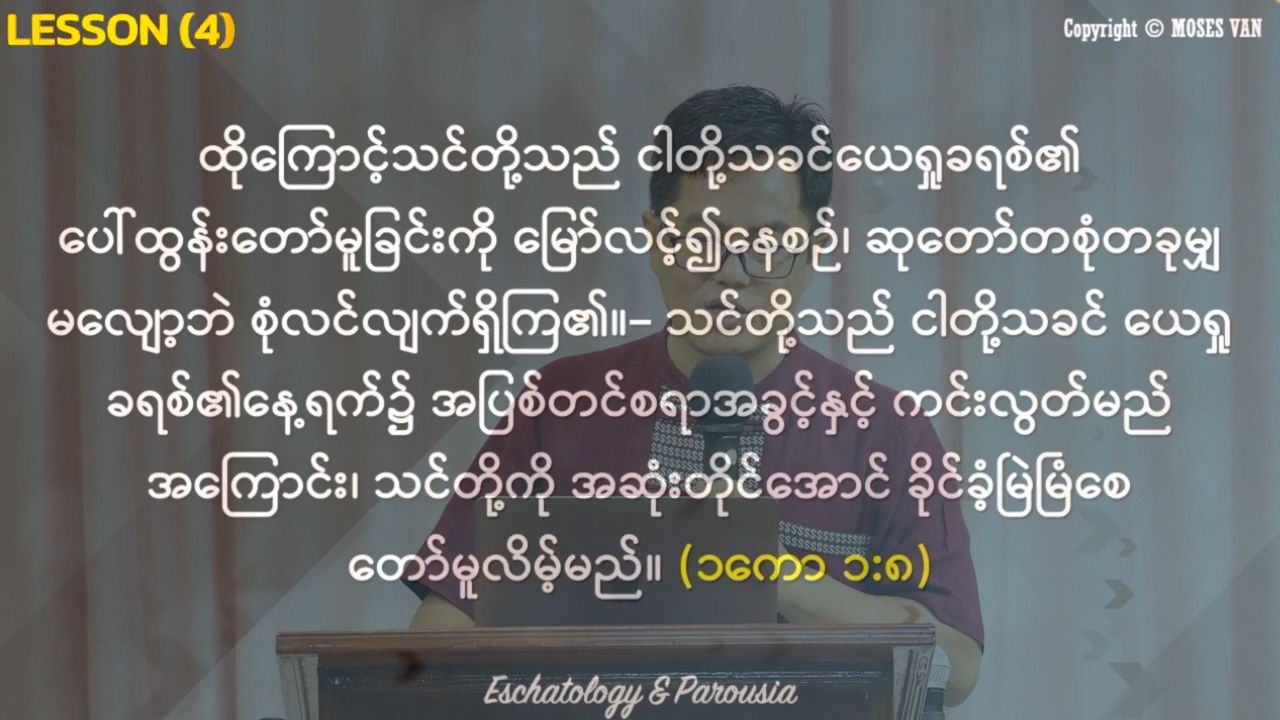 LESSON (4)
Copyright © MOSES VAN
ထိုကြောင့်သင်တို့သည် ငါတို့သခင်ယေရှုခရစ်၏
ပေါ်ထွန်းတော်မူခြင်းကို မြော်လင့်၍နေစဉ်၊ ဆုတော်တစုံတခုမျှ
မလျော့ဘဲ စုံလင်လျက်ရှိကြ၏။– သင်တို့သည် ငါတို့သခင် ယေရှု
ခရစ်၏နေ့ရက်၌ အပြစ်တင်စရာအခွင့်နှင့် ကင်းလွတ်မည်
အကြောင်း၊ သင်တို့ကို အဆုံးတိုင်အောင် ခိုင်ခံ့မြဲမြံစေ
တော်မူလိမ့်မည်။ (၁ကော ၁:၈)
Eschatology & Parousia